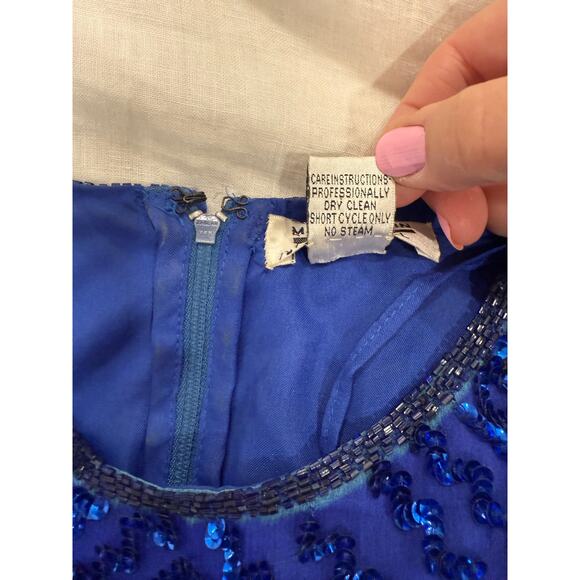 CAREINSTRUCTIONS-
PROFESSIONALLY
DRY CLEAN
SHORT CYCLE ONLY
NO STEAM